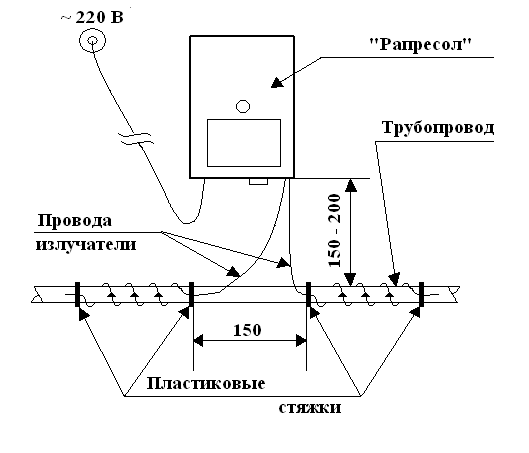 ~ 220 В
"Рапресол"
Трубопровод
Провода
излучатели
150 - 200
150
Пластиковые
стяжки